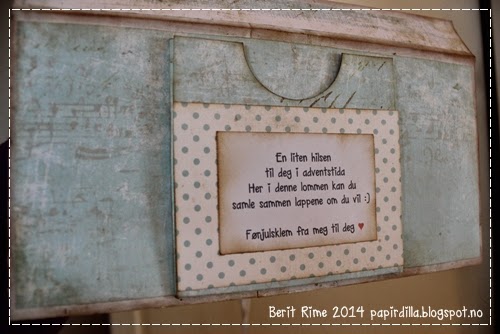 En liten hilsen
til deg i adventstida
Her i denne lommen kan du
samle sammen lappene om du vil :)
Førjulsklem fra meg til deg ♥
Berit Rime 2014 papirdilla.blogspot.no